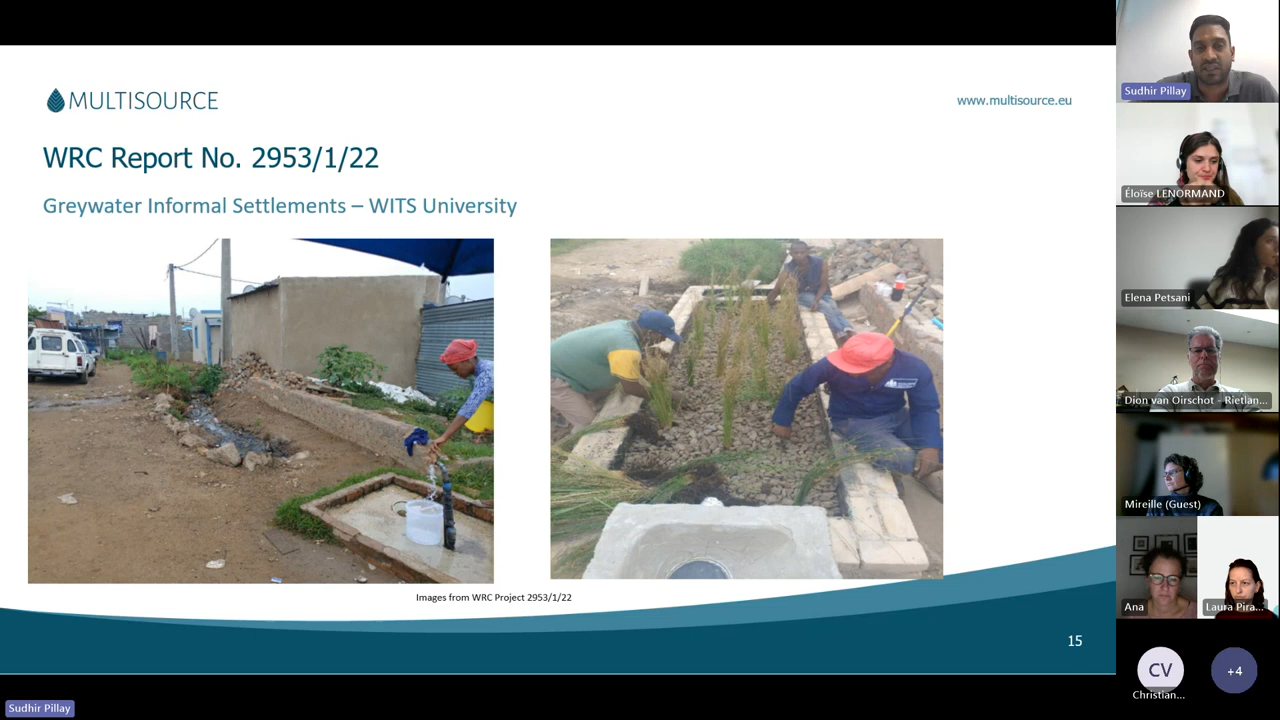 MULTISOURCE
www.multisource.eu
WRC Report No. 2953/1/22
Greywater Informal Settlements – WITS University
Images from WRC Project 2953/1/22
15
Sudhir Pillay
Sudhir Pillay
Éloïse LENORMAND
Elena Petsani
Dion van Oirschot - Rietlan...
Mireille (Guest)
Ana
Laura Pira...
CV
Christian...
+4